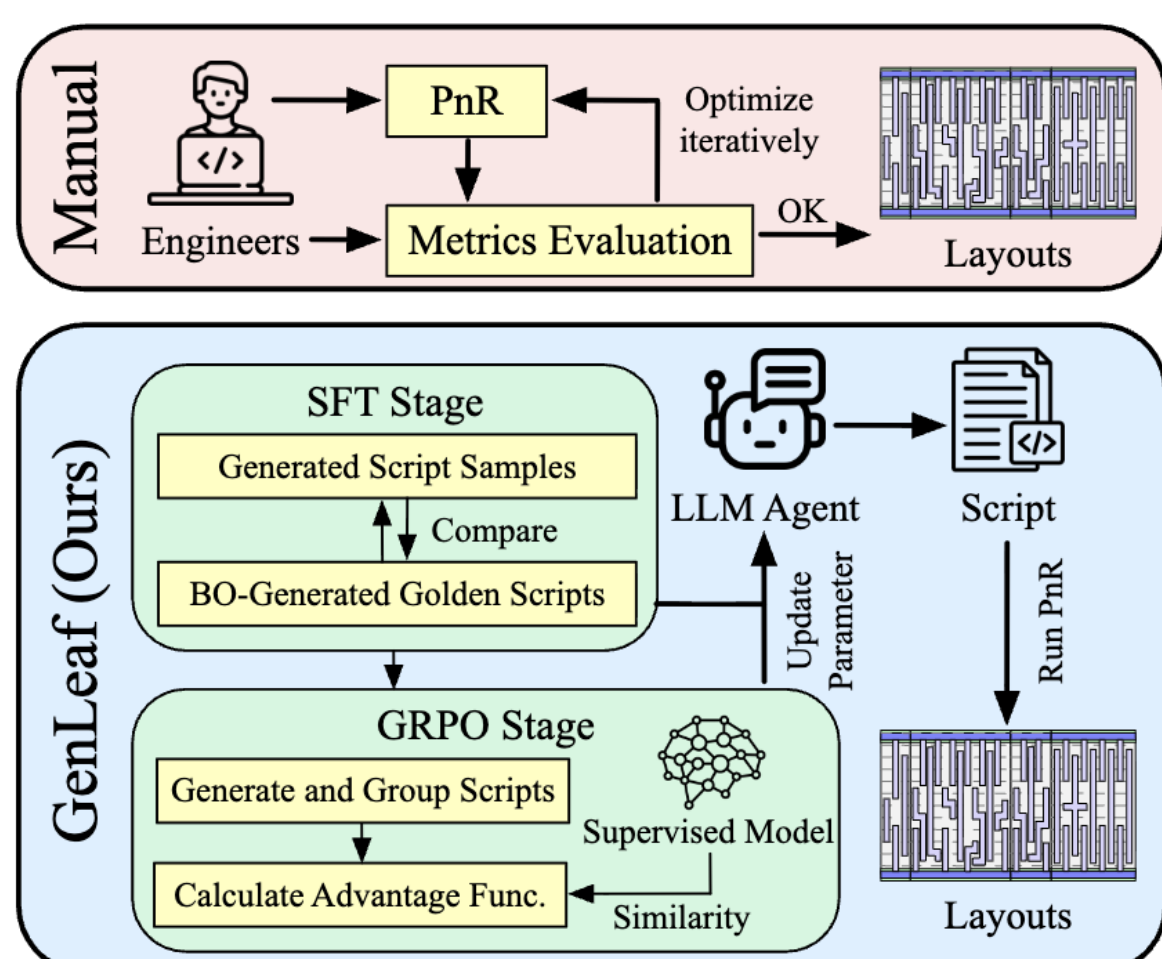 Manual
</>
Engineers
PnR
Metrics Evaluation
Optimize
iteratively
OK
Layouts
GenLeaf (Ours)
SFT Stage
Generated Script Samples
Compare
BO-Generated Golden Scripts
GRPO Stage
Generate and Group Scripts
Calculate Advantage Func.
Supervised Model
Similarity
LLM Agent
Update
Parameter
</>
Script
Run PnR
Layouts